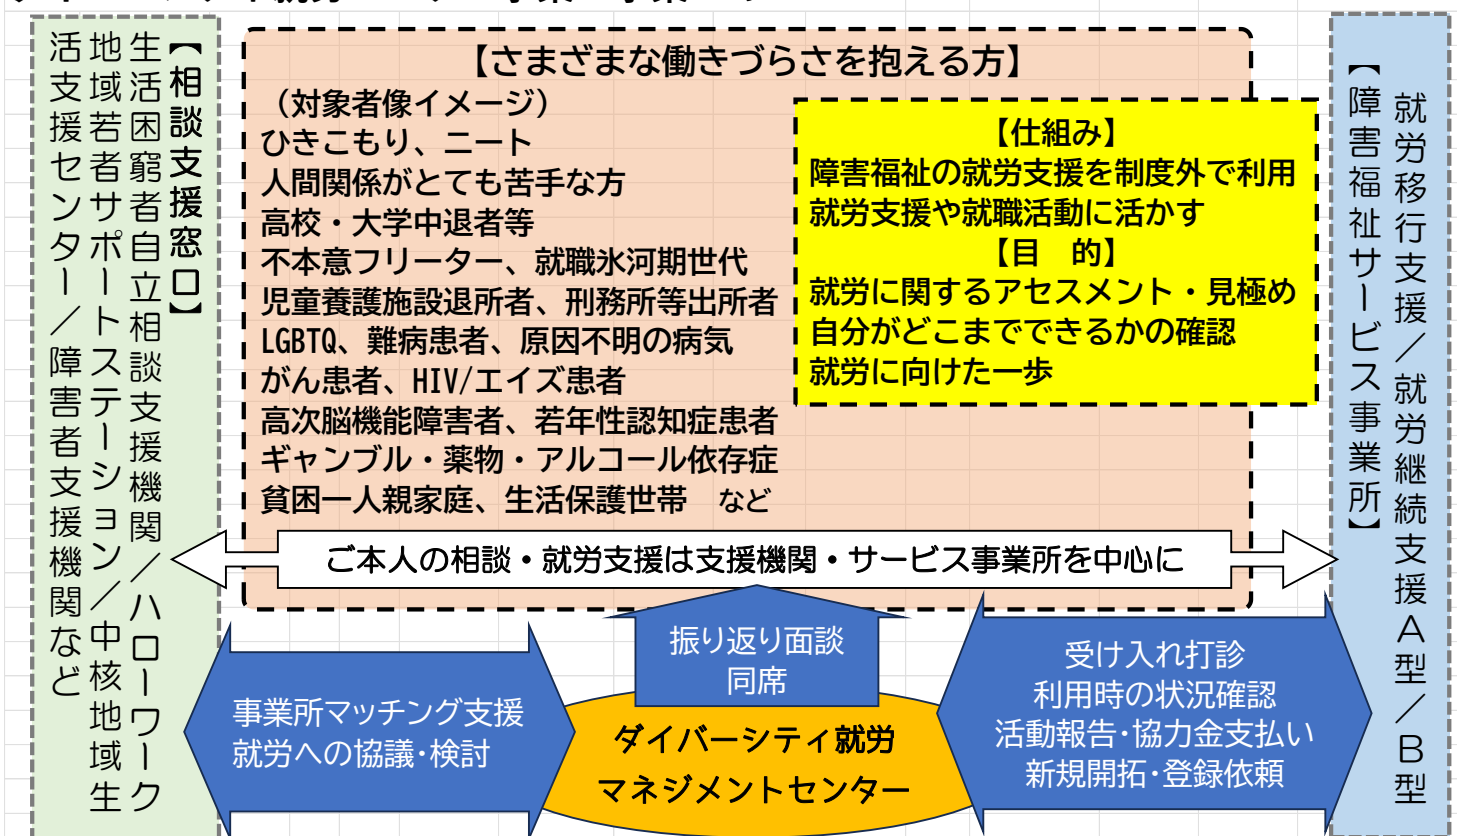 【相談支援窓口】
生活困窮者自立相談支援機関／ハローワーク
地域若者サポートステーション／中核地域生
活支援センター／障害者支援機関など
【さまざまな働きづらさを抱える方】
（対象者像イメージ）
ひきこもり、ニート
人間関係がとても苦手な方
高校・大学中退者等
不本意フリーター、就職氷河期世代
児童養護施設退所者、刑務所等出所者
LGBTQ、難病患者、原因不明の病気
がん患者、HIV/エイズ患者
高次脳機能障害者、若年性認知症患者
ギャンブル・薬物・アルコール依存症
貧困一人親家庭、生活保護世帯　など
【仕組み】
障害福祉の就労支援を制度外で利用
就労支援や就職活動に活かす
【目　的】
就労に関するアセスメント・見極め
自分がどこまでできるかの確認
就労に向けた一歩
就労移行支援／就労継続支援Ａ型／Ｂ型
【障害福祉サービス事業所】
ご本人の相談・就労支援は支援機関・サービス事業所を中心に
事業所マッチング支援
就労への協議・検討
振り返り面談
同席
ダイバーシティ就労
マネジメントセンター
受け入れ打診
利用時の状況確認
活動報告・協力金支払い
新規開拓・登録依頼